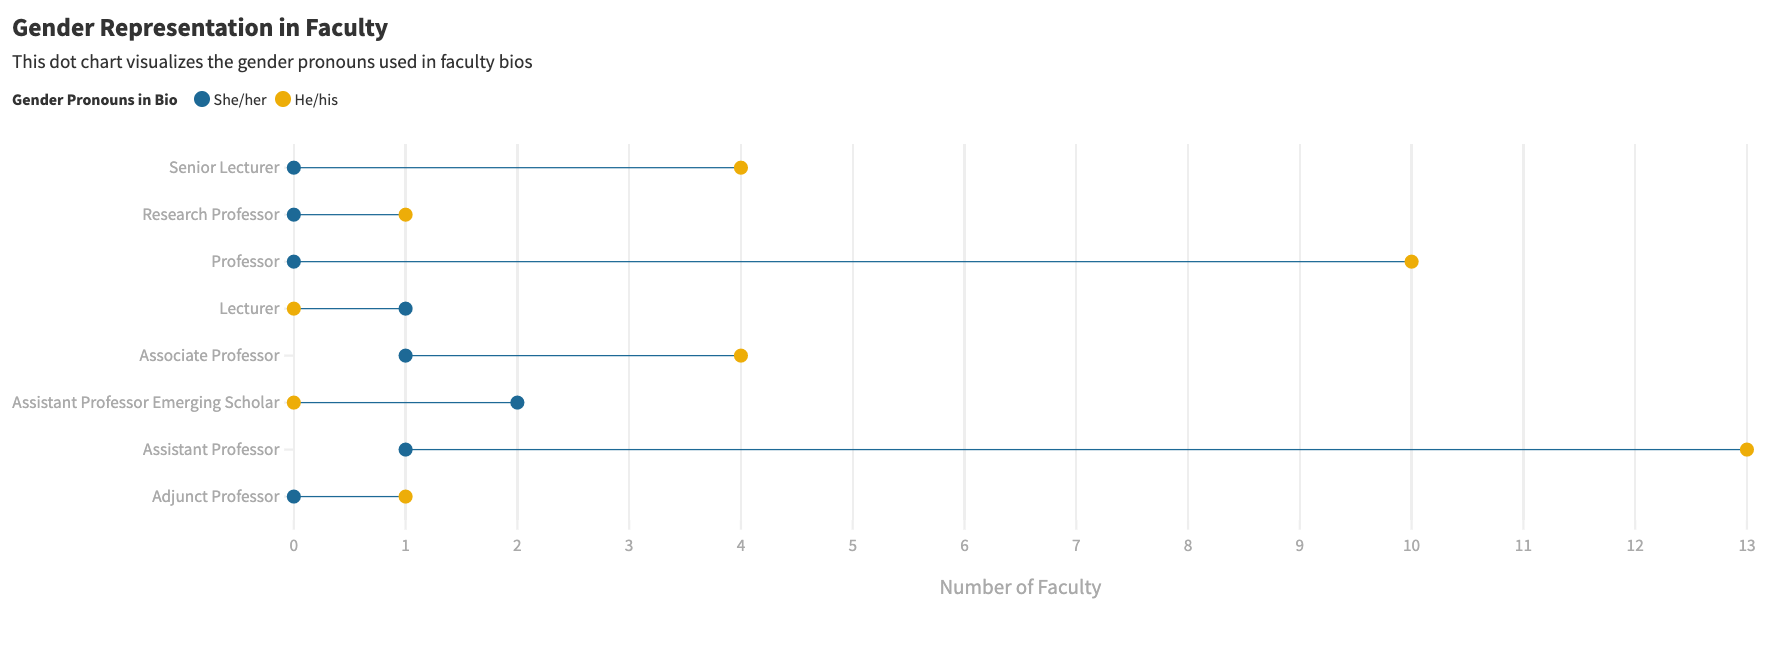 Gender Representation in Faculty
This dot chart visualizes the gender pronouns used in faculty bios
Gender Pronouns in Bio She/her He/his
Senior Lecturer
Research Professor
Professor
Lecturer
Associate Professor
Assistant Professor Emerging Scholar
Assistant Professor
Adjunct Professor
0 1 2 3 4 5 6 7 8 9 10 11 12 13
Number of Faculty